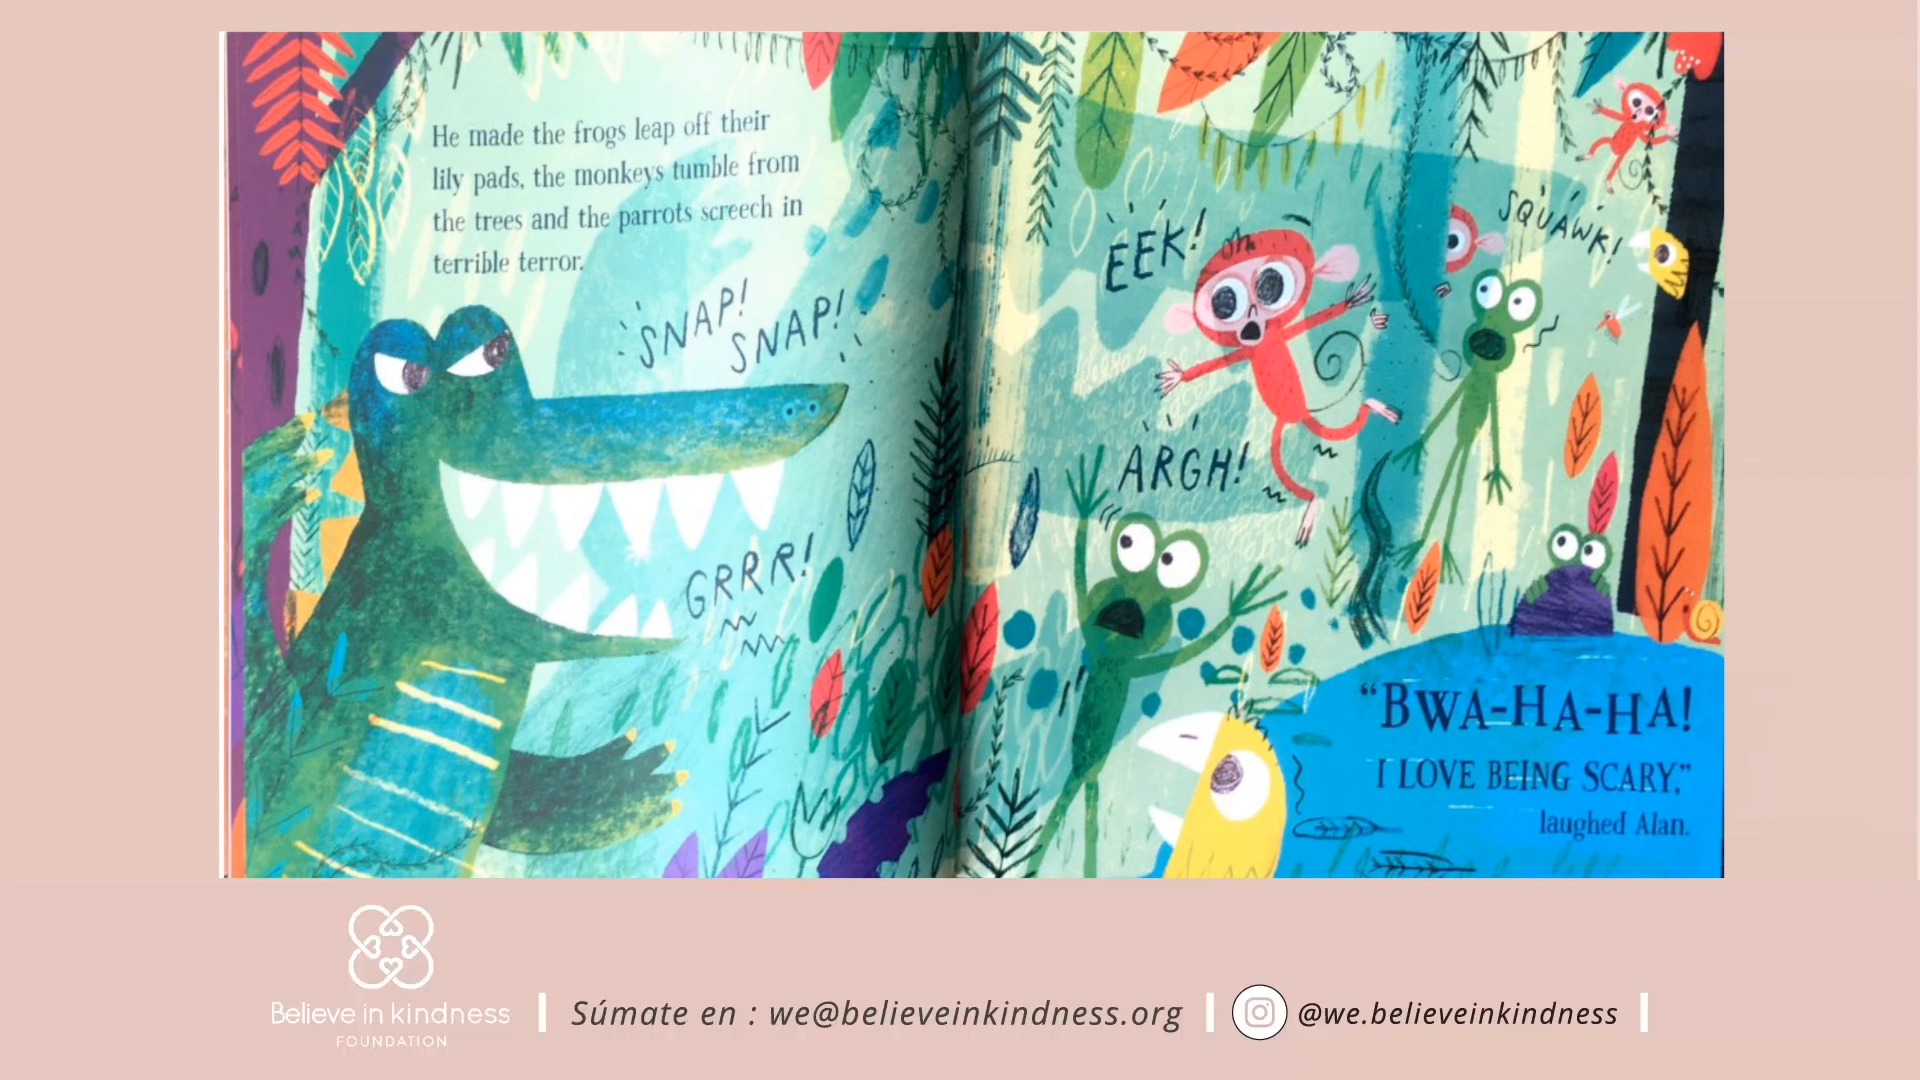 He made the frogs leap off their
lily pads, the monkeys tumble from
the trees and the parrots screech in
terrible terror.
SNAP!
SNAP!
GRRR!
EEK!
SQUAWK!
ARGH!
“BWA-HA-HA!
I LOVE BEING SCARY,”
laughed Alan.
Believe in kindness
FOUNDATION
Súmate en : we@believeinkindness.org
@we.believeinkindness